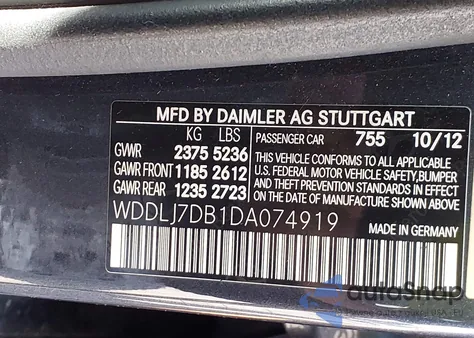 MFD BY DAIMLER AG STUTTGART
KG LBS PASSENGER CAR 755 10/12
GVWR 2375 5236 THIS VEHICLE CONFORMS TO ALL APPLICABLE
GAWR FRONT 1185 2612 U.S. FEDERAL MOTOR VEHICLE SAFETY, BUMPER
GAWR REAR 1235 2723 AND THEFT PREVENTION STANDARDS IN EFFECT ON THE DATE OF MANUFACTURE SHOWN ABOVE.
WDDLJ7DB1DA074919 MADE IN GERMANY
autoSnap